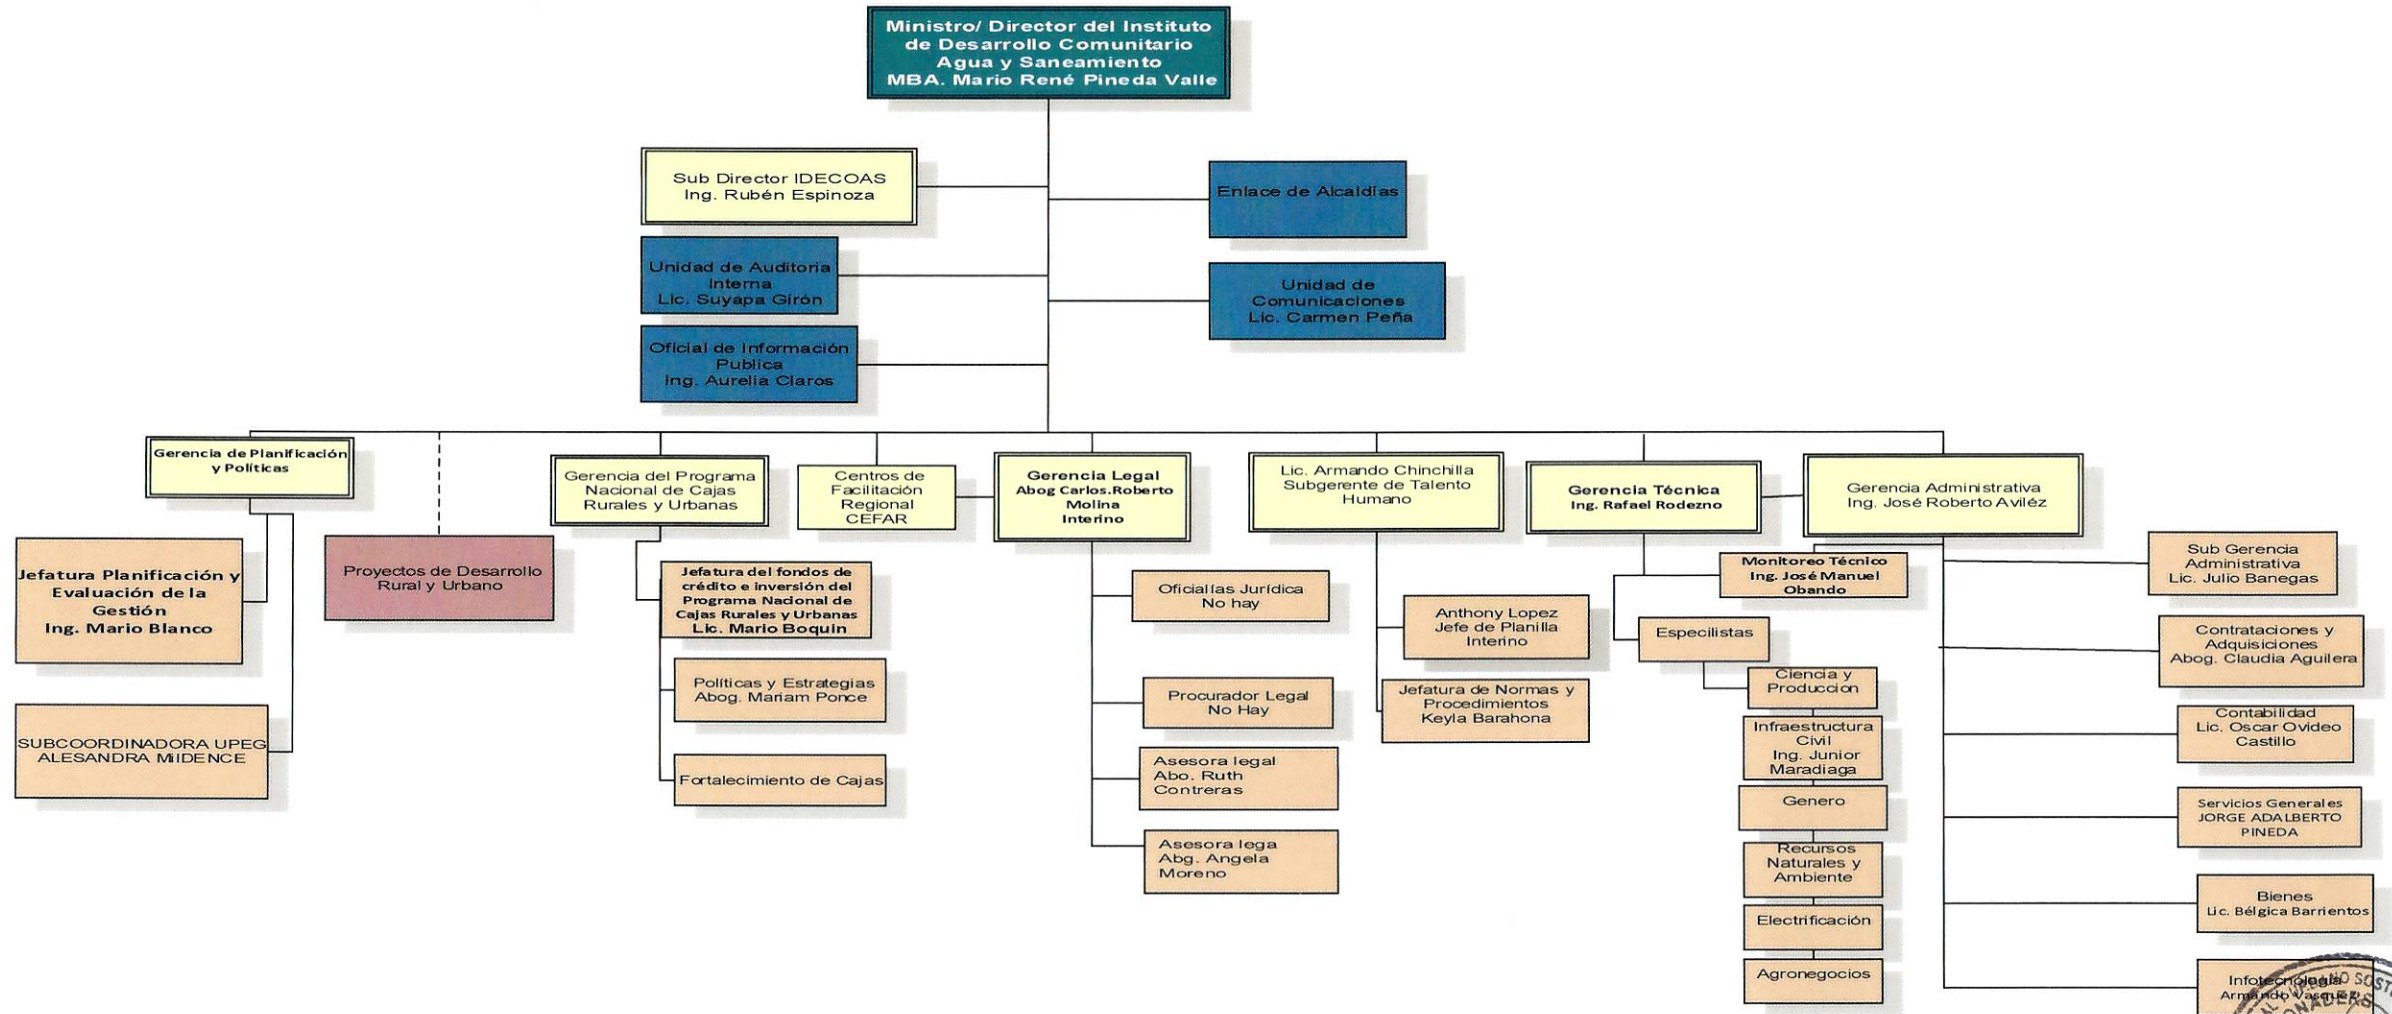 Ministro/ Director del Instituto
de Desarrollo Comunitario
Agua y Saneamiento
MBA. Mario René Pineda Valle
Sub Director IDECOAS
Ing. Rubén Espinoza
Enlace de Alcaldías
Unidad de Auditoria
Interna
Lic. Suyapa Girón
Unidad de
Comunicaciones
Lic. Carmen Peña
Oficial de Información
Publica
Ing. Aurelia Claros
Gerencia de Planificación
y Políticas
Gerencia del Programa
Nacional de Cajas
Rurales y Urbanas
Centros de
Facilitación
Regional
CEFAR
Gerencia Legal
Abog Carlos.Roberto
Molina
Interino
Lic. Armando Chinchilla
Subgerente de Talento
Humano
Gerencia Técnica
Ing. Rafael Rodezno
Gerencia Administrativa
Ing. José Roberto Aviléz
Jefatura Planificación y
Evaluación de la
Gestión
Ing. Mario Blanco
SUBCOORDINADORA UPEG
ALESANDRA MiIDENCE
Proyectos de Desarrollo
Rural y Urbano
Jefatura del fondos de
crédito e inversión del
Programa Nacional de
Cajas Rurales y Urbanas
Lic. Mario Boquin
Políticas y Estrategias
Abog. Mariam Ponce
Fortalecimiento de Cajas
Oficialías Jurídica
No hay
Procurador Legal
No Hay
Asesora legal
Abo. Ruth
Contreras
Asesora lega
Abg. Angela
Moreno
Anthony Lopez
Jefe de Planilla
Interino
Jefatura de Normas y
Procedimientos
Keyla Barahona
Monitoreo Técnico
Ing. José Manuel
Obando
Especilistas
Ciencia y
Produccion
Infraestructura
Civil
Ing. Junior
Maradiaga
Genero
Recursos
Naturales y
Ambiente
Electrificación
Agronegocios
Sub Gerencia
Administrativa
Lic. Julio Banegas
Contrataciones y
Adquisiciones
Abog. Claudia Aguilera
Contabilidad
Lic. Oscar Ovideo
Castillo
Servicios Generales
JORGE ADALBERTO
PINEDA
Bienes
Lic. Bélgica Barrientos
Infotecnología
Armando Vasquez